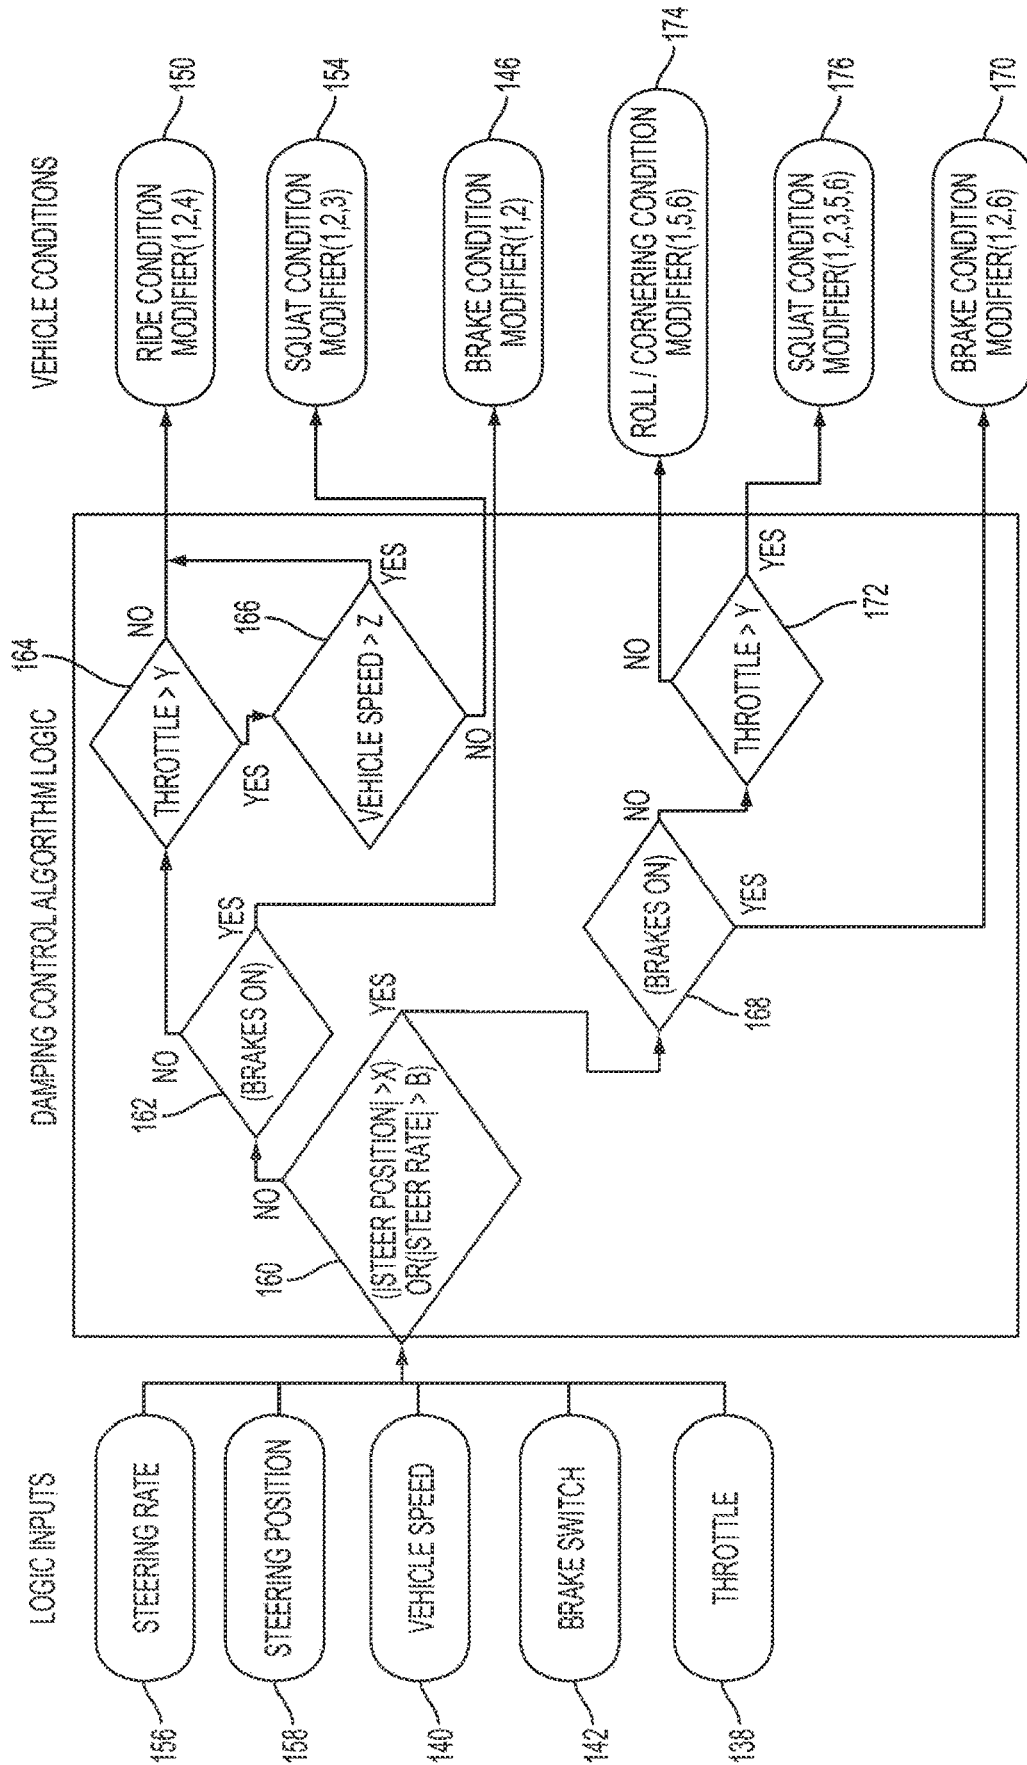 LOGIC INPUTS
DAMPING CONTROL ALGORITHM LOGIC
VEHICLE CONDITIONS
156
STEERING RATE
158
STEERING POSITION
140
VEHICLE SPEED
142
BRAKE SWITCH
138
THROTTLE
160
(|STEER POSITION| >X)
OR(|STEER RATE| > B)
NO
YES
162
(BRAKES ON)
NO
YES
164
THROTTLE > Y
NO
YES
166
VEHICLE SPEED > Z
YES
NO
168
(BRAKES ON)
NO
YES
172
THROTTLE > Y
NO
YES
RIDE CONDITION
MODIFIER(1,2,4)
150
SQUAT CONDITION
MODIFIER(1,2,3)
154
BRAKE CONDITION
MODIFIER(1,2)
146
ROLL / CORNERING CONDITION
MODIFIER(1,5,6)
174
SQUAT CONDITION
MODIFIER(1,2,3,5,6)
176
BRAKE CONDITION
MODIFIER(1,2,6)
170